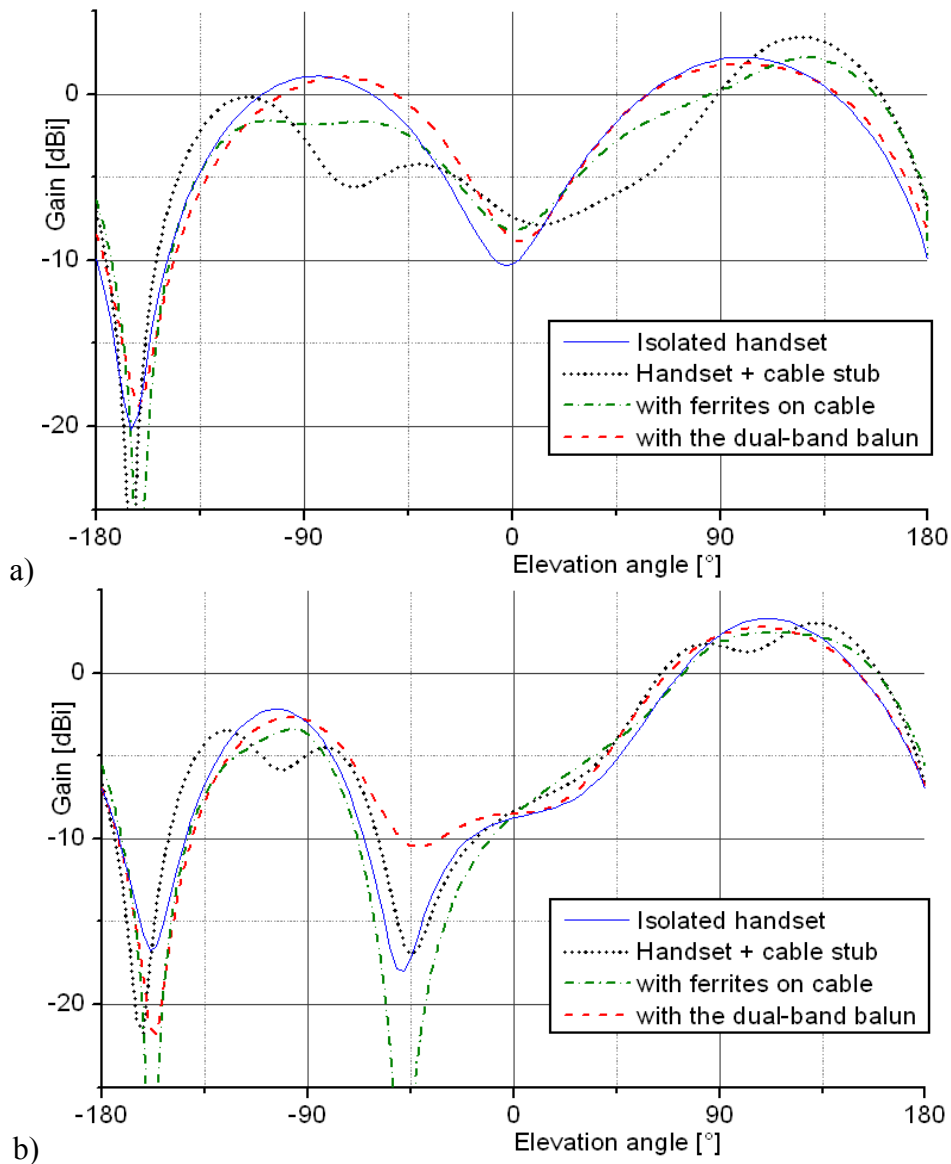 0
-10
-20
Gain [dBi]
Isolated handset
Handset + cable stub
with ferrites on cable
with the dual-band balun
-180
-90
0
90
180
Elevation angle [°]
a)
0
-10
-20
Gain [dBi]
Isolated handset
Handset + cable stub
with ferrites on cable
with the dual-band balun
-180
-90
0
90
180
Elevation angle [°]
b)